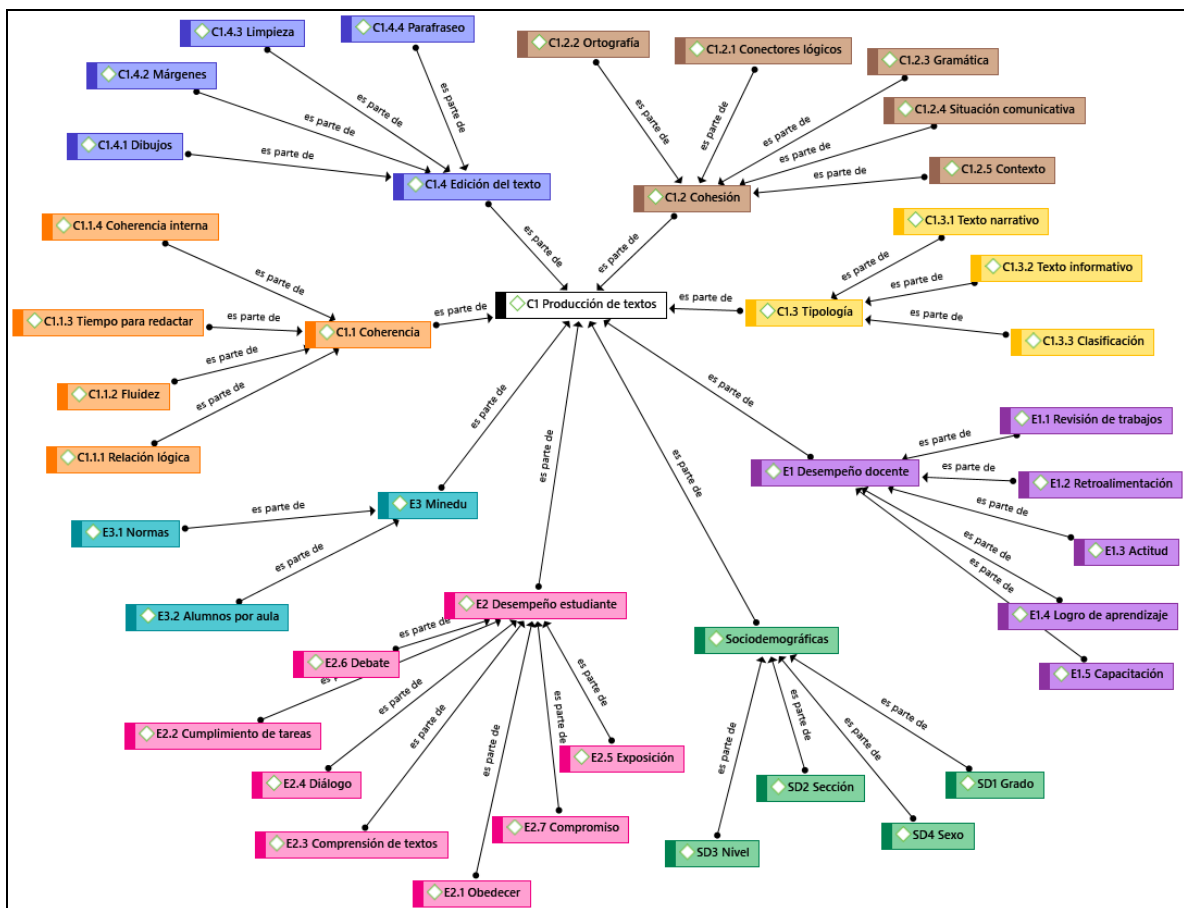 C1.4.3 Limpieza
C1.4.4 Parafraseo
C1.2.2 Ortografía
C1.2.1 Conectores lógicos
C1.2.3 Gramática
C1.4.2 Márgenes
C1.2.4 Situación comunicativa
C1.4.1 Dibujos
C1.2.5 Contexto
C1.4 Edición del texto
C1.2 Cohesión
es parte de
es parte de
es parte de
es parte de
es parte de
es parte de
es parte de
es parte de
es parte de
C1.1.4 Coherencia interna
C1.3.1 Texto narrativo
C1.3.2 Texto informativo
es parte de
es parte de
es parte de
es parte de
es parte de
C1 Producción de textos
C1.3 Tipología
es parte de
es parte de
C1.1.3 Tiempo para redactar
es parte de
C1.1 Coherencia
C1.3.3 Clasificación
es parte de
es parte de
C1.1.2 Fluidez
es parte de
C1.1.1 Relación lógica
es parte de
es parte de
es parte de
es parte de
es parte de
E1.1 Revisión de trabajos
es parte de
E1 Desempeño docente
es parte de
E1.2 Retroalimentación
es parte de
E3 Minedu
es parte de
E3.1 Normas
E1.3 Actitud
es parte de
es parte de
es parte de
E3.2 Alumnos por aula
E2 Desempeño estudiante
E1.4 Logro de aprendizaje
es parte de
Sociodemográficas
E2.6 Debate
E1.5 Capacitación
es parte de
E2.2 Cumplimiento de tareas
es parte de
es parte de
es parte de
es parte de
es parte de
E2.4 Diálogo
E2.5 Exposición
es parte de
es parte de
es parte de
es parte de
SD2 Sección
SD1 Grado
E2.3 Comprensión de textos
E2.7 Compromiso
SD4 Sexo
SD3 Nivel
E2.1 Obedecer